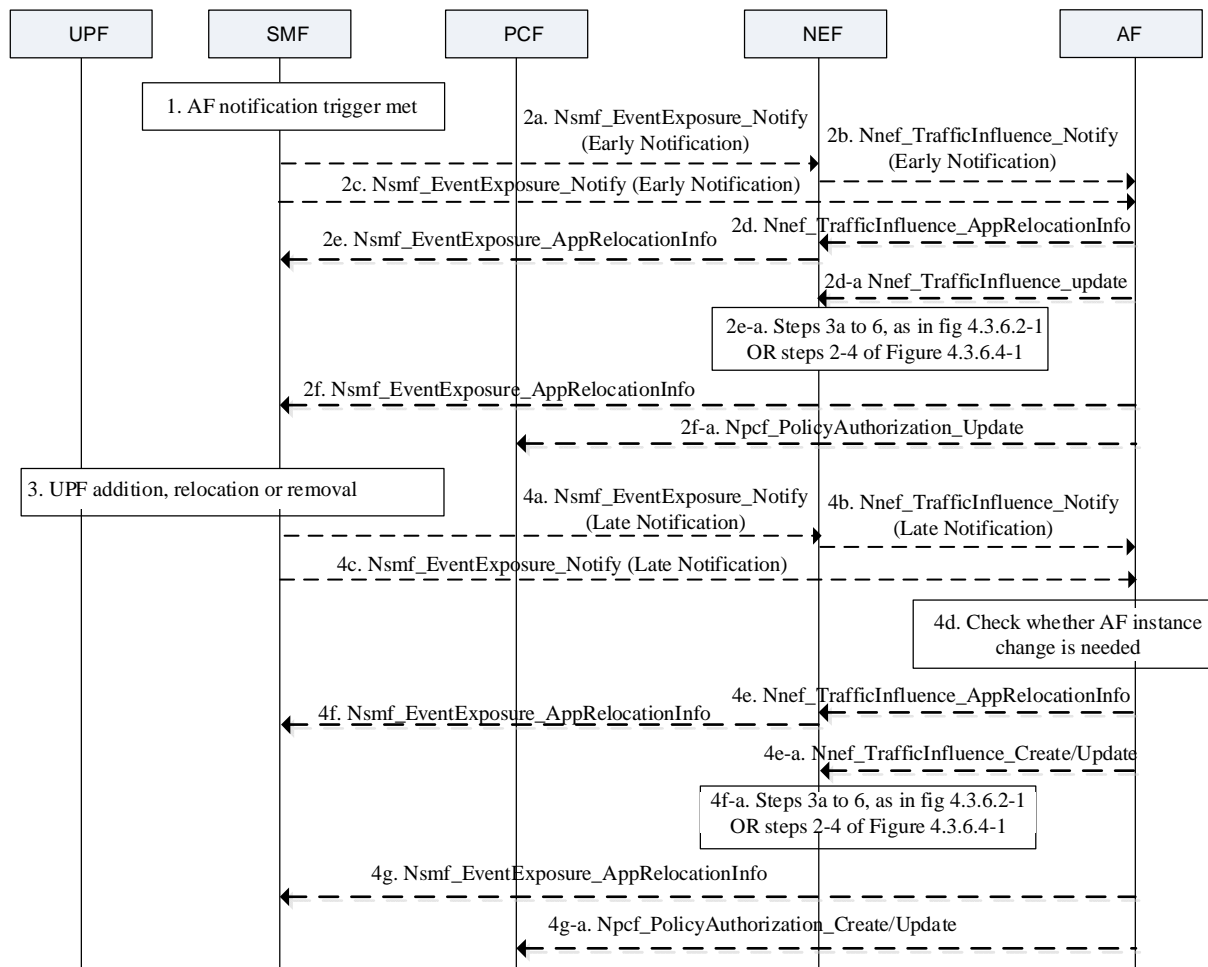 UPF
SMF
PCF
NEF
AF
1. AF notification trigger met
2a. Nsmf_EventExposure_Notify
(Early Notification)
2b. Nnef_TrafficInfluence_Notify
(Early Notification)
2c. Nsmf_EventExposure_Notify (Early Notification)
2d. Nnef_TrafficInfluence_AppRelocationInfo
2e. Nsmf_EventExposure_AppRelocationInfo
2d-a Nnef_TrafficInfluence_update
2e-a. Steps 3a to 6, as in fig 4.3.6.2-1
OR steps 2-4 of Figure 4.3.6.4-1
2f. Nsmf_EventExposure_AppRelocationInfo
2f-a. Npcf_PolicyAuthorization_Update
3. UPF addition, relocation or removal
4a. Nsmf_EventExposure_Notify
(Late Notification)
4b. Nnef_TrafficInfluence_Notify
(Late Notification)
4c. Nsmf_EventExposure_Notify (Late Notification)
4d. Check whether AF instance
change is needed
4e. Nnef_TrafficInfluence_AppRelocationInfo
4f. Nsmf_EventExposure_AppRelocationInfo
4e-a. Nnef_TrafficInfluence_Create/Update
4f-a. Steps 3a to 6, as in fig 4.3.6.2-1
OR steps 2-4 of Figure 4.3.6.4-1
4g. Nsmf_EventExposure_AppRelocationInfo
4g-a. Npcf_PolicyAuthorization_Create/Update